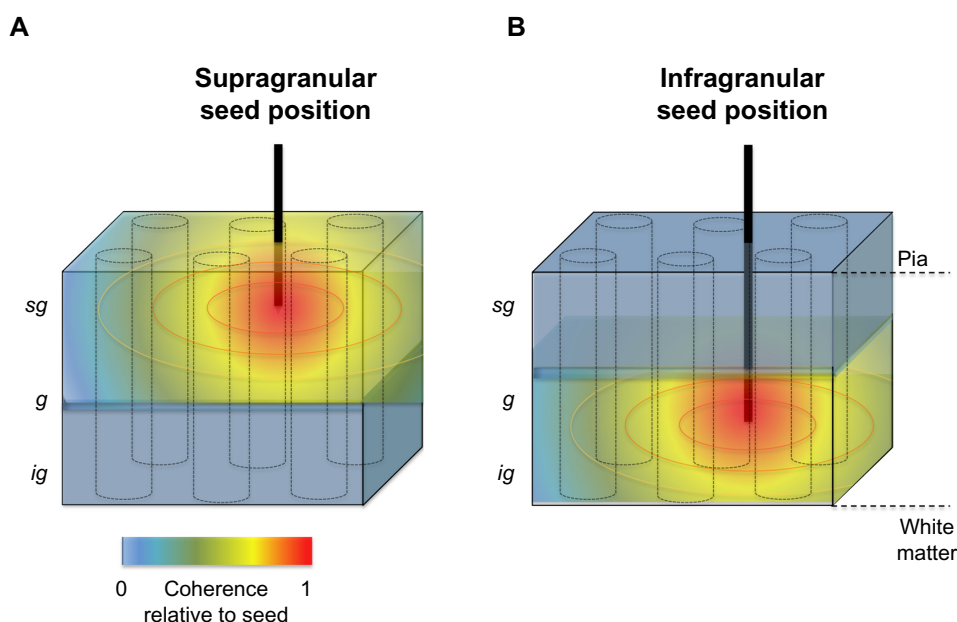 A
Supragranular
seed position
sg
g
ig
0 Coherence 1
relative to seed
B
Infragranular
seed position
Pia
sg
g
ig
White
matter